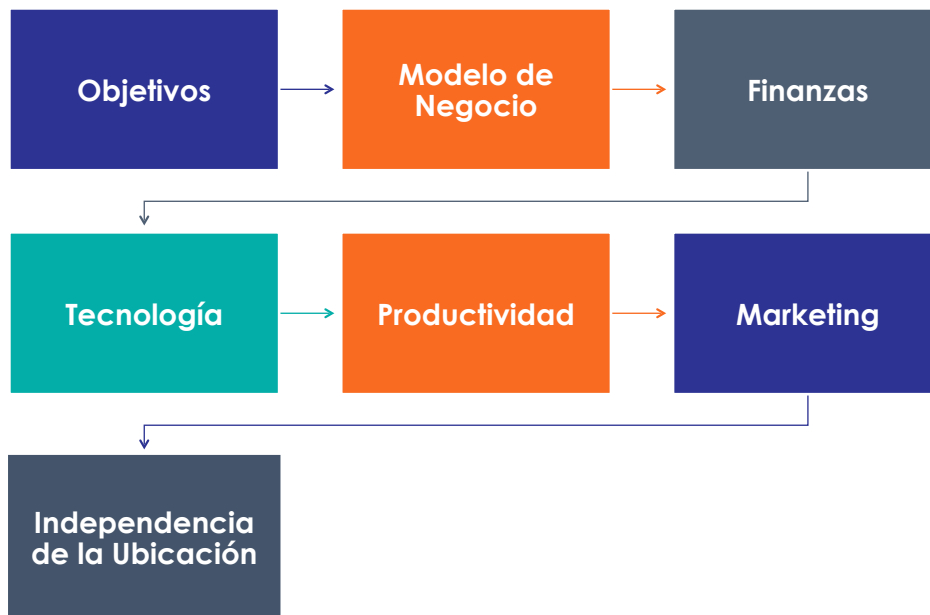 Objetivos
Modelo de
Negocio
Finanzas
Tecnología
Productividad
Marketing
Independencia
de la Ubicación